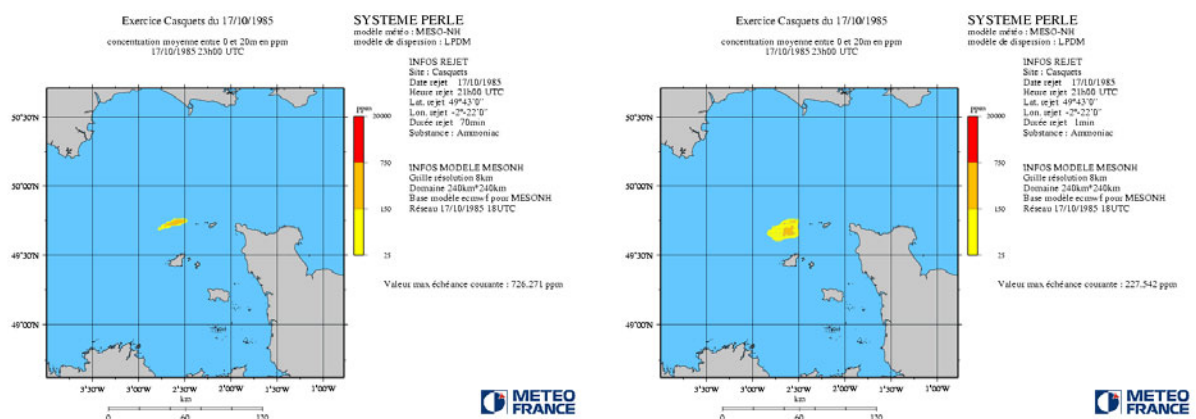 Exercice Casquets du 17/10/1985
concentration moyenne entre 0 et 20m en ppm
17/10/1985 23h00 UTC
SYSTEME PERLE
modèle météo : MESO-NH
modèle de dispersion : LPDM
INFOS REJET
Site : Casquets
Date rejet 17/10/1985
Heure rejet 21h00 UTC
Lat. rejet 49°43'0"
Lon. rejet -2°-22'0"
Durée rejet 70min
Substance : Ammoniac
INFOS MODELE MESONH
Grille résolution 8km
Domaine 240km*240km
Base modèle ecmwf pour MESONH
Réseau 17/10/1985 18UTC
ppm
30000
750
150
25
Valeur max échéance courante : 726.271 ppm
50°30'N
50°00'N
49°30'N
49°00'N
3°30'W 3°00'W 2°30'W 2°00'W 1°30'W 1°00'W
km
0 60 120
METEO
FRANCE
Exercice Casquets du 17/10/1985
concentration moyenne entre 0 et 20m en ppm
17/10/1985 23h00 UTC
SYSTEME PERLE
modèle météo : MESO-NH
modèle de dispersion : LPDM
INFOS REJET
Site : Casquets
Date rejet 17/10/1985
Heure rejet 21h00 UTC
Lat. rejet 49°43'0"
Lon. rejet -2°-22'0"
Durée rejet 1min
Substance : Ammoniac
INFOS MODELE MESONH
Grille résolution 8km
Domaine 240km*240km
Base modèle ecmwf pour MESONH
Réseau 17/10/1985 18UTC
ppm
30000
750
150
25
Valeur max échéance courante : 227.542 ppm
50°30'N
50°00'N
49°30'N
49°00'N
3°30'W 3°00'W 2°30'W 2°00'W 1°30'W 1°00'W
km
0 60 120
METEO
FRANCE